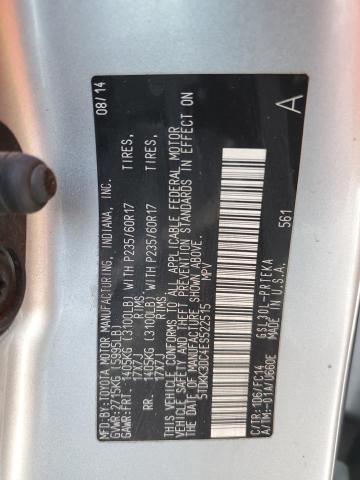 MFD.BY:TOYOTA MOTOR MANUFACTURING, INDIANA, INC. 08/14
GVWR:2715KG (5995LB)
GAWR:FRT. 1405KG (3100LB) WITH P235/60R17 TIRES,
17X7J RIMS.
RR. 1405KG (3100LB) WITH P235/60R17 TIRES,
17X7J RIMS.
THIS VEHICLE CONFORMS TO ALL APPLICABLE FEDERAL MOTOR
VEHICLE SAFETY AND THEFT PREVENTION STANDARDS IN EFFECT ON
THE DATE OF MANUFACTURE SHOWN ABOVE.
5TDKK3DC4ES522515 MPV A
561
C/TR:1D6/FC14 GSL30L-PRTEKA
A/TM:-01A/U660E MADE IN U.S.A.